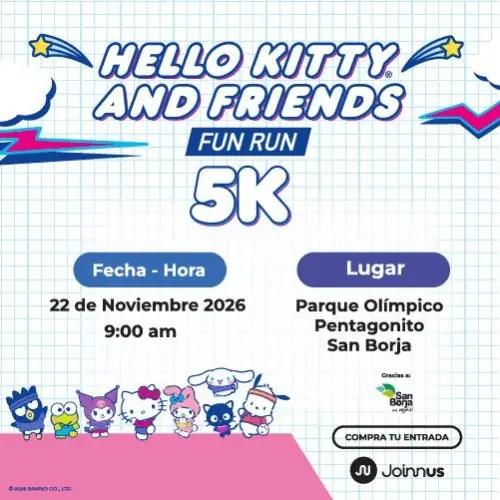 HELLO KITTY®
AND FRIENDS
FUN RUN
5K
Fecha - Hora
22 de Noviembre 2026
9:00 am
Lugar
Parque Olímpico
Pentagonito
San Borja
Gracias a:
San
Borja
COMPRA TU ENTRADA
Joinnus
© 2026 SANRIO CO., LTD.